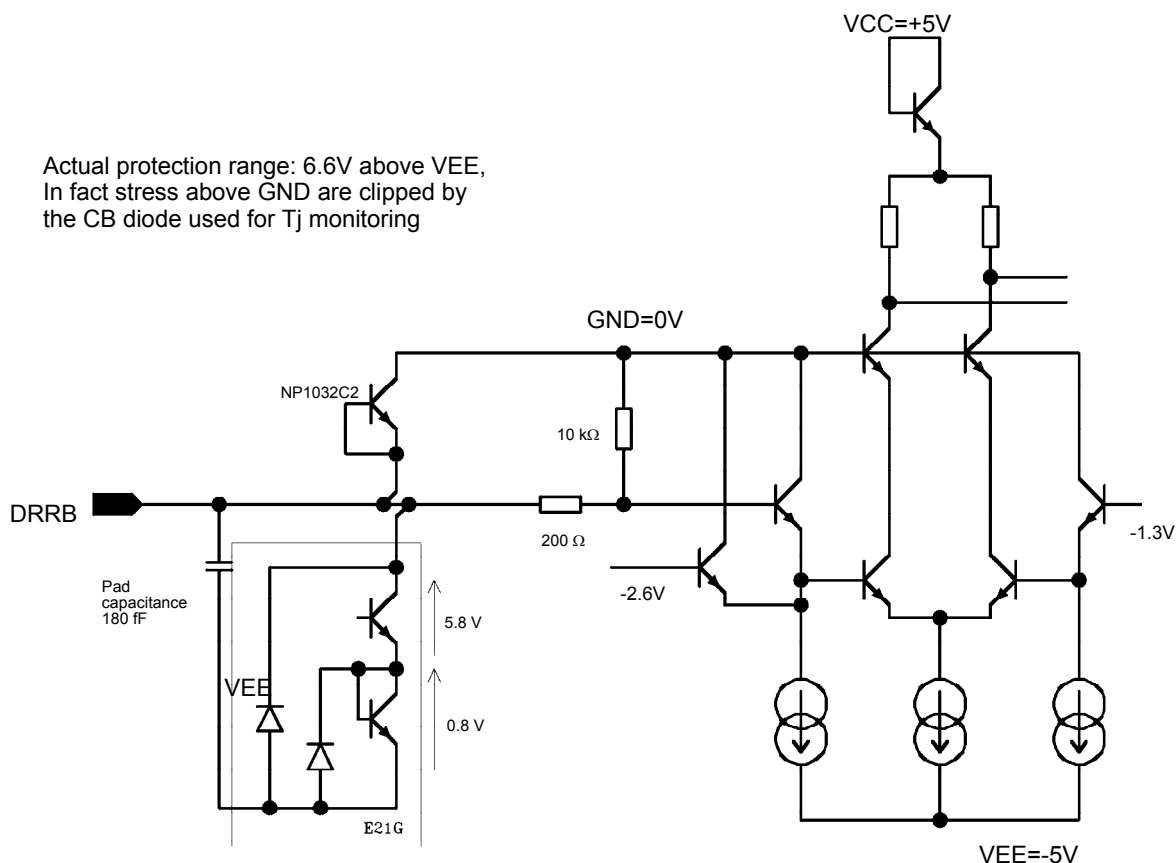 VCC=+5V
Actual protection range: 6.6V above VEE,
In fact stress above GND are clipped by
the CB diode used for Tj monitoring
GND=0V
NP1032C2
10 kΩ
DRRB
200 Ω
-1.3V
-2.6V
Pad
capacitance
180 fF
5.8 V
VEE
0.8 V
E21G
VEE=-5V